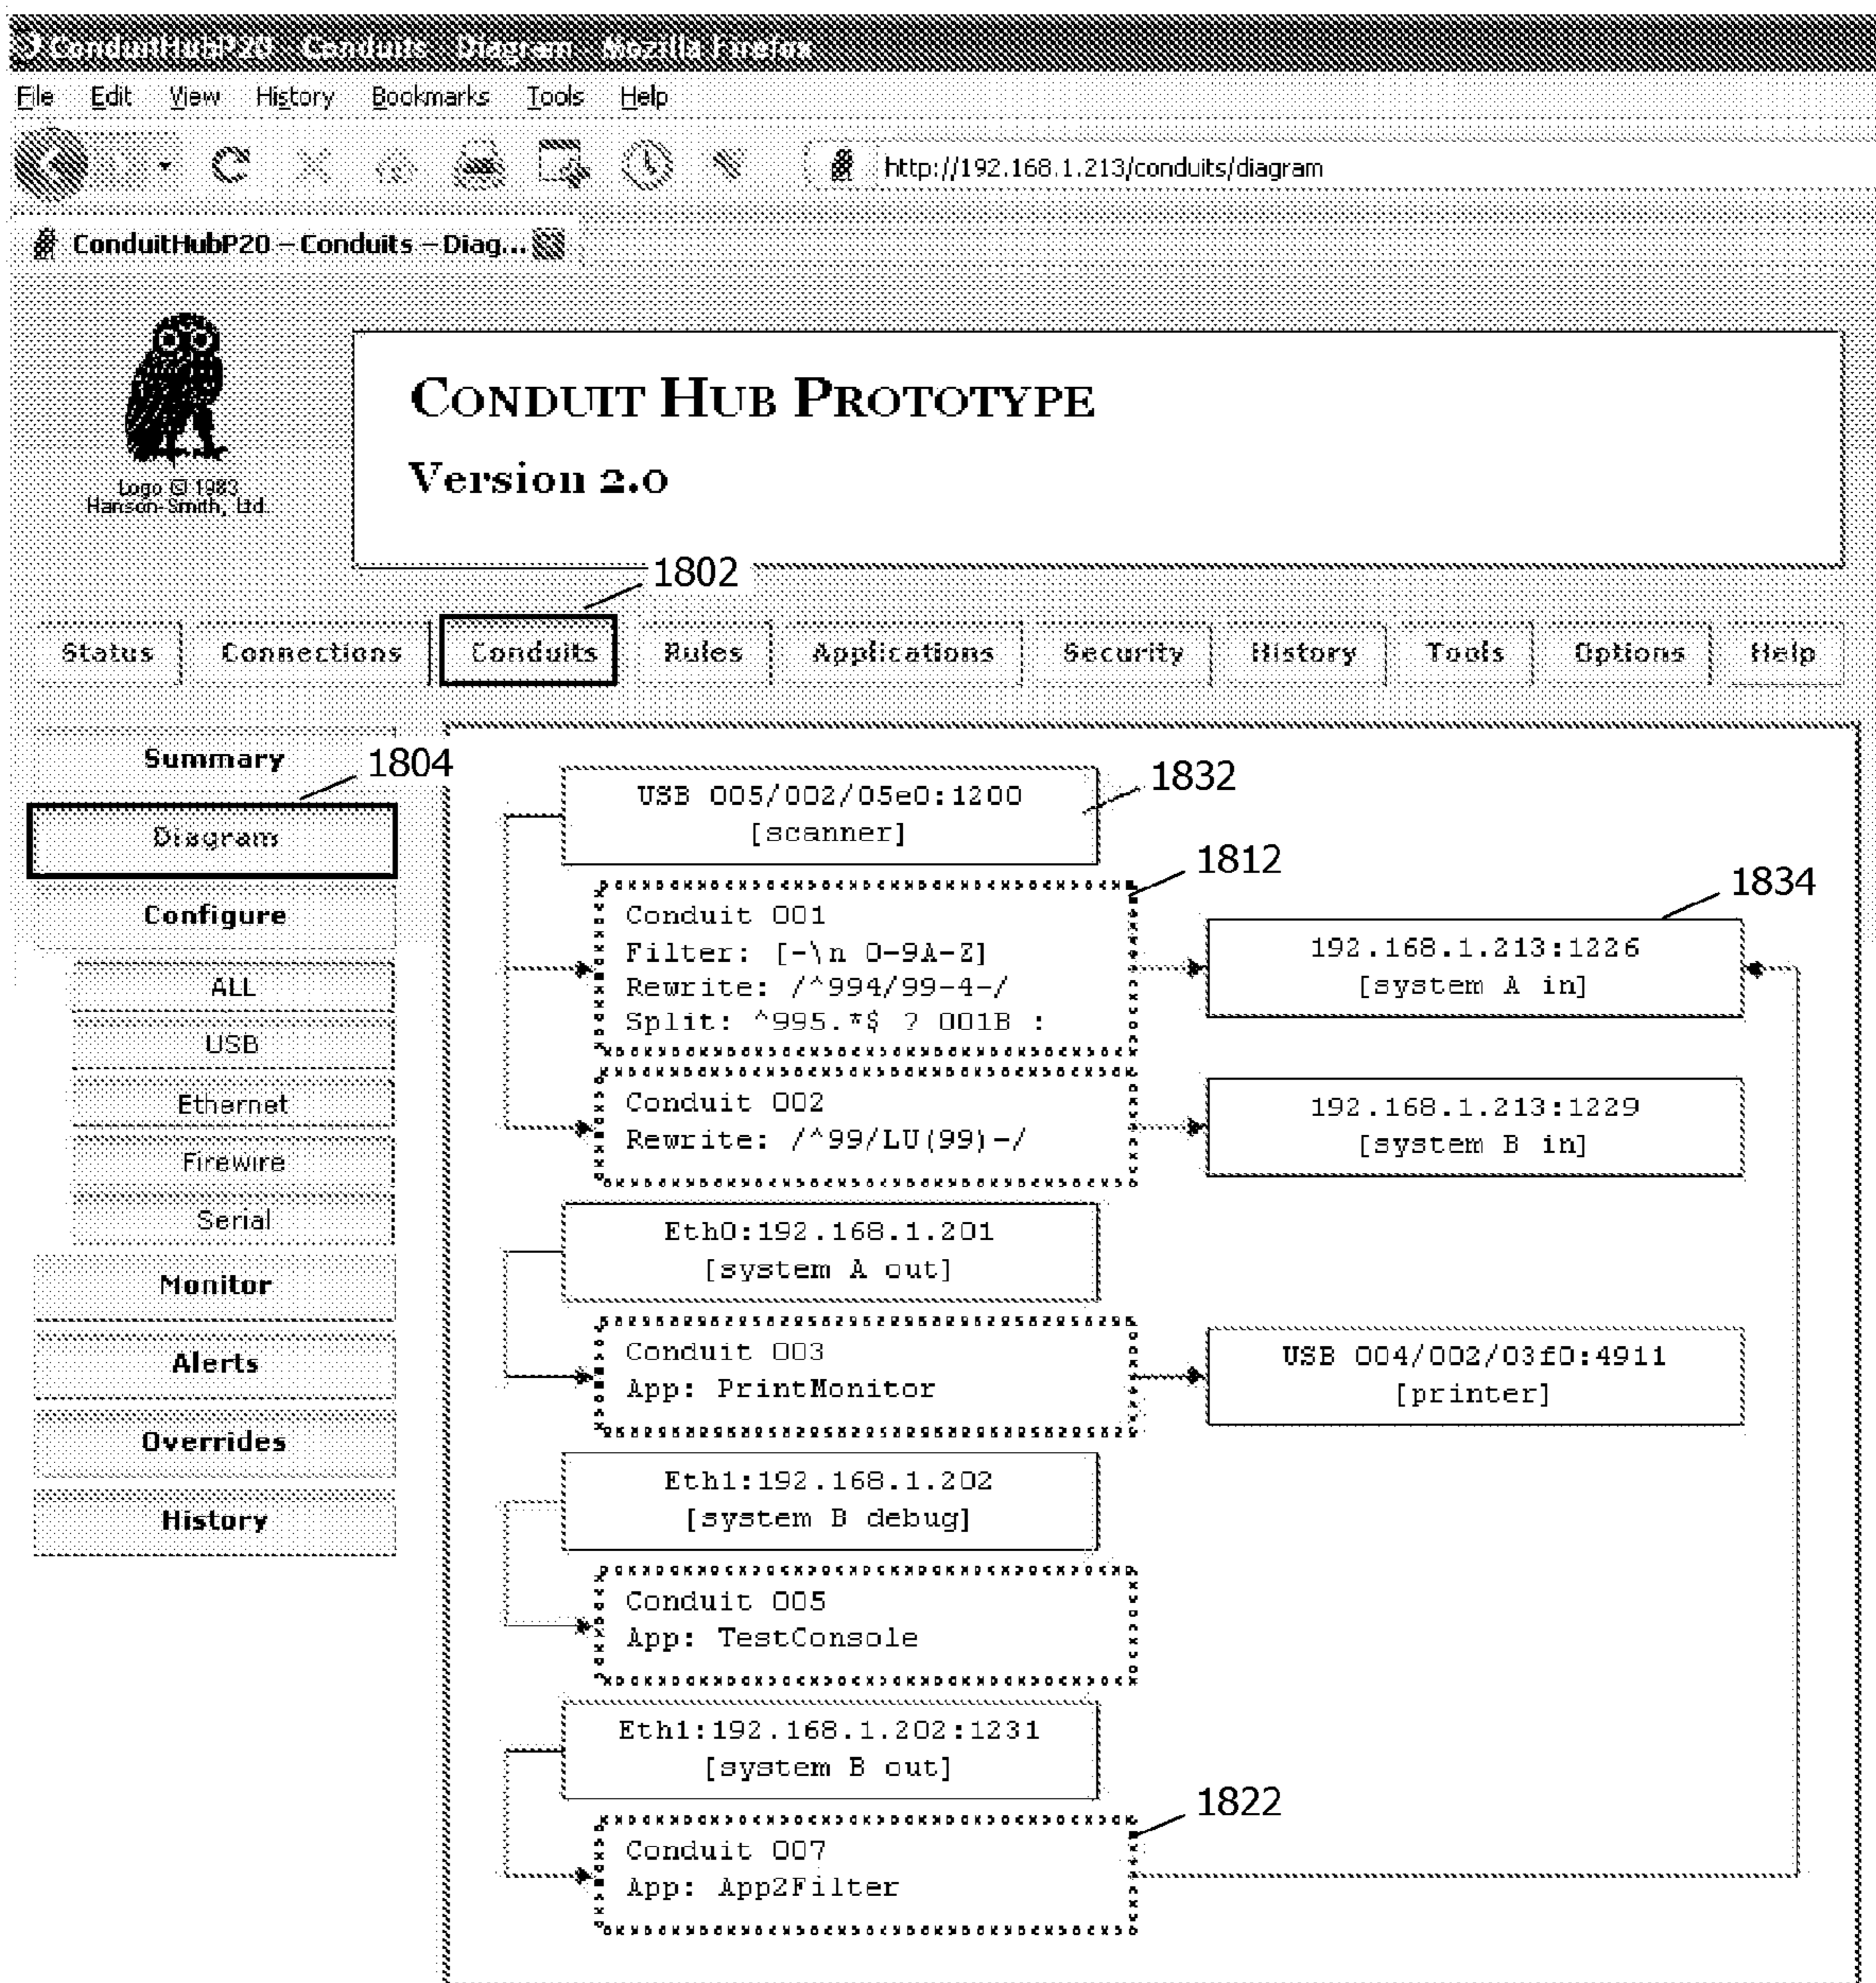 ConduitHubP20 - Conduits - Diagram - Mozilla Firefox
File Edit View History Bookmarks Tools Help
http://192.168.1.213/conduits/diagram
ConduitHubP20 – Conduits – Diag...
Logo © 1983
Hanson-Smith, Ltd.
CONDUIT HUB PROTOTYPE
Version 2.0
1802
Status Connections Conduits Rules Applications Security History Tools Options Help
Summary
1804
Diagram
Configure
ALL
USB
Ethernet
Firewire
Serial
Monitor
Alerts
Overrides
History
USB 005/002/05e0:1200
[scanner]
1832
1812
Conduit 001
Filter: [-\n 0-9A-Z]
Rewrite: /^994/99-4-/
Split: ^995.*$ ? 001B :
1834
192.168.1.213:1226
[system A in]
Conduit 002
Rewrite: /^99/LU(99)-/
192.168.1.213:1229
[system B in]
Eth0:192.168.1.201
[system A out]
Conduit 003
App: PrintMonitor
USB 004/002/03f0:4911
[printer]
Eth1:192.168.1.202
[system B debug]
Conduit 005
App: TestConsole
Eth1:192.168.1.202:1231
[system B out]
1822
Conduit 007
App: App2Filter